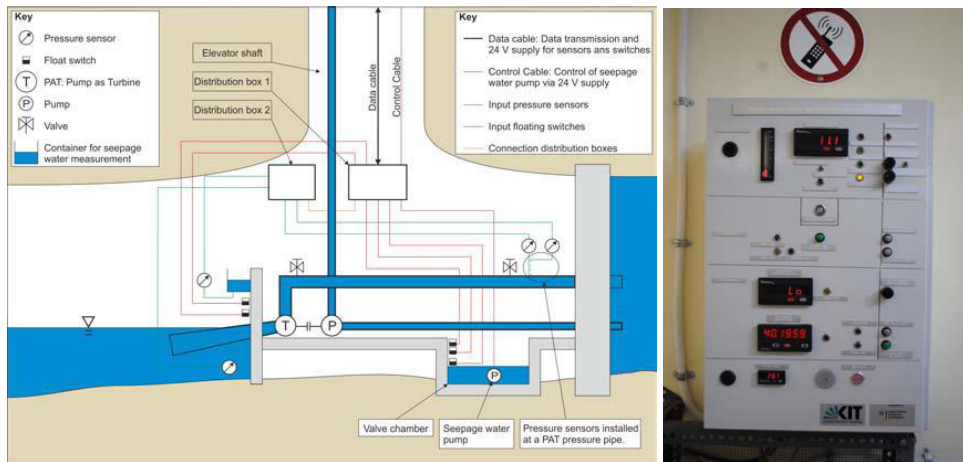 Key
Pressure sensor
Float switch
PAT: Pump as Turbine
Pump
Valve
Container for seepage
water measurement
Elevator shaft
Distribution box 1
Distribution box 2
Data cable
Control Cable
Key
Data cable: Data transmission and
24 V supply for sensors ans switches
Control Cable: Control of seepage
water pump via 24 V supply
Input pressure sensors
Input floating switches
Connection distribution boxes
T
P
T
P
P
Valve chamber
Seepage water
pump
Pressure sensors installed
at a PAT pressure pipe.
Lo
KIT